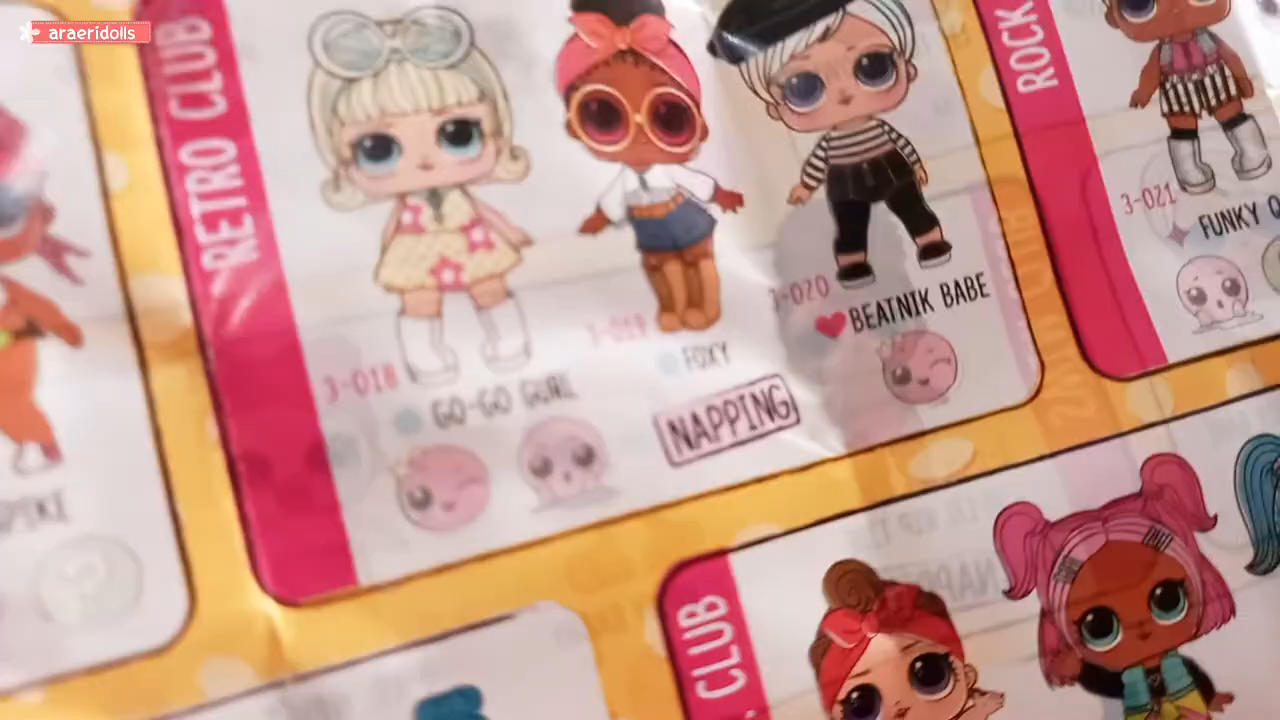 araeridolls
RETRO CLUB
3-018
GO-GO GURL
3-019
FOXY
NAPPING
3-020
BEATNIK BABE
ROCK
3-021
FUNKY Q
SPIKE
CLUB